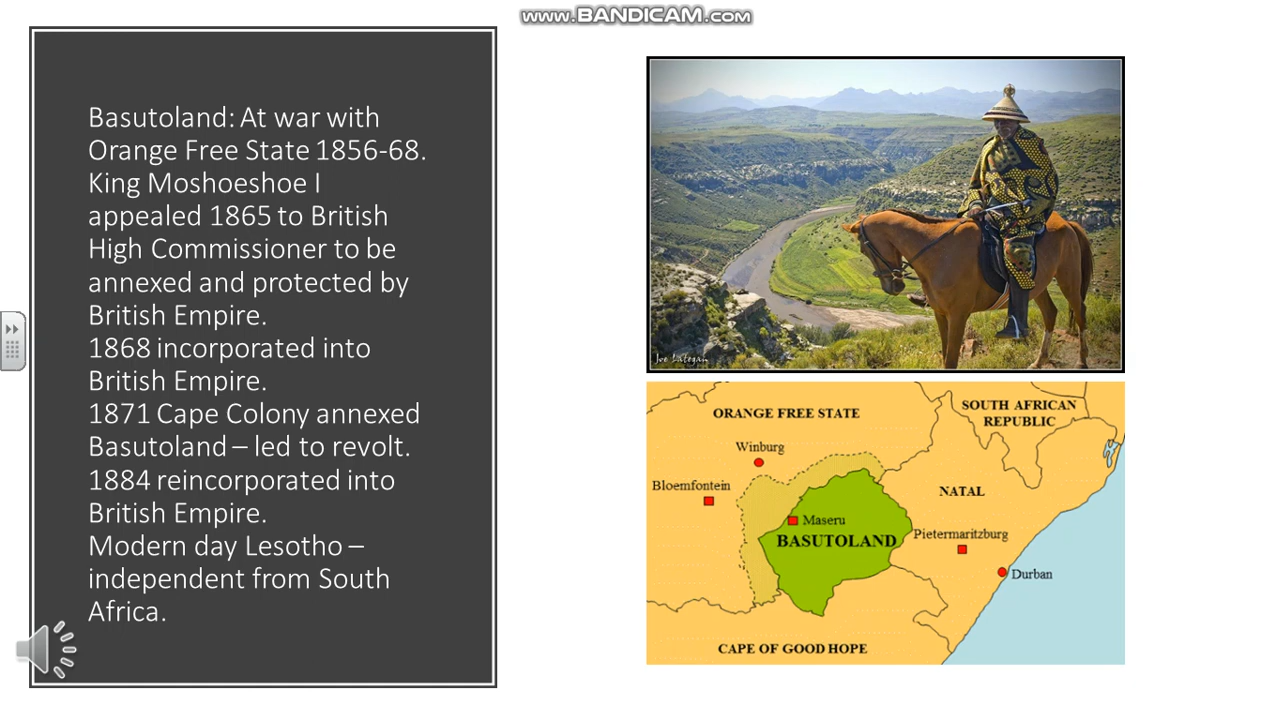 www.BANDICAM.com
Basutoland: At war with
Orange Free State 1856-68.
King Moshoeshoe I
appealed 1865 to British
High Commissioner to be
annexed and protected by
British Empire.
1868 incorporated into
British Empire.
1871 Cape Colony annexed
Basutoland – led to revolt.
1884 reincorporated into
British Empire.
Modern day Lesotho –
independent from South
Africa.
Joe Lategan
ORANGE FREE STATE
SOUTH AFRICAN
REPUBLIC
Winburg
Bloemfontein
NATAL
Maseru
BASUTOLAND
Pietermaritzburg
Durban
CAPE OF GOOD HOPE